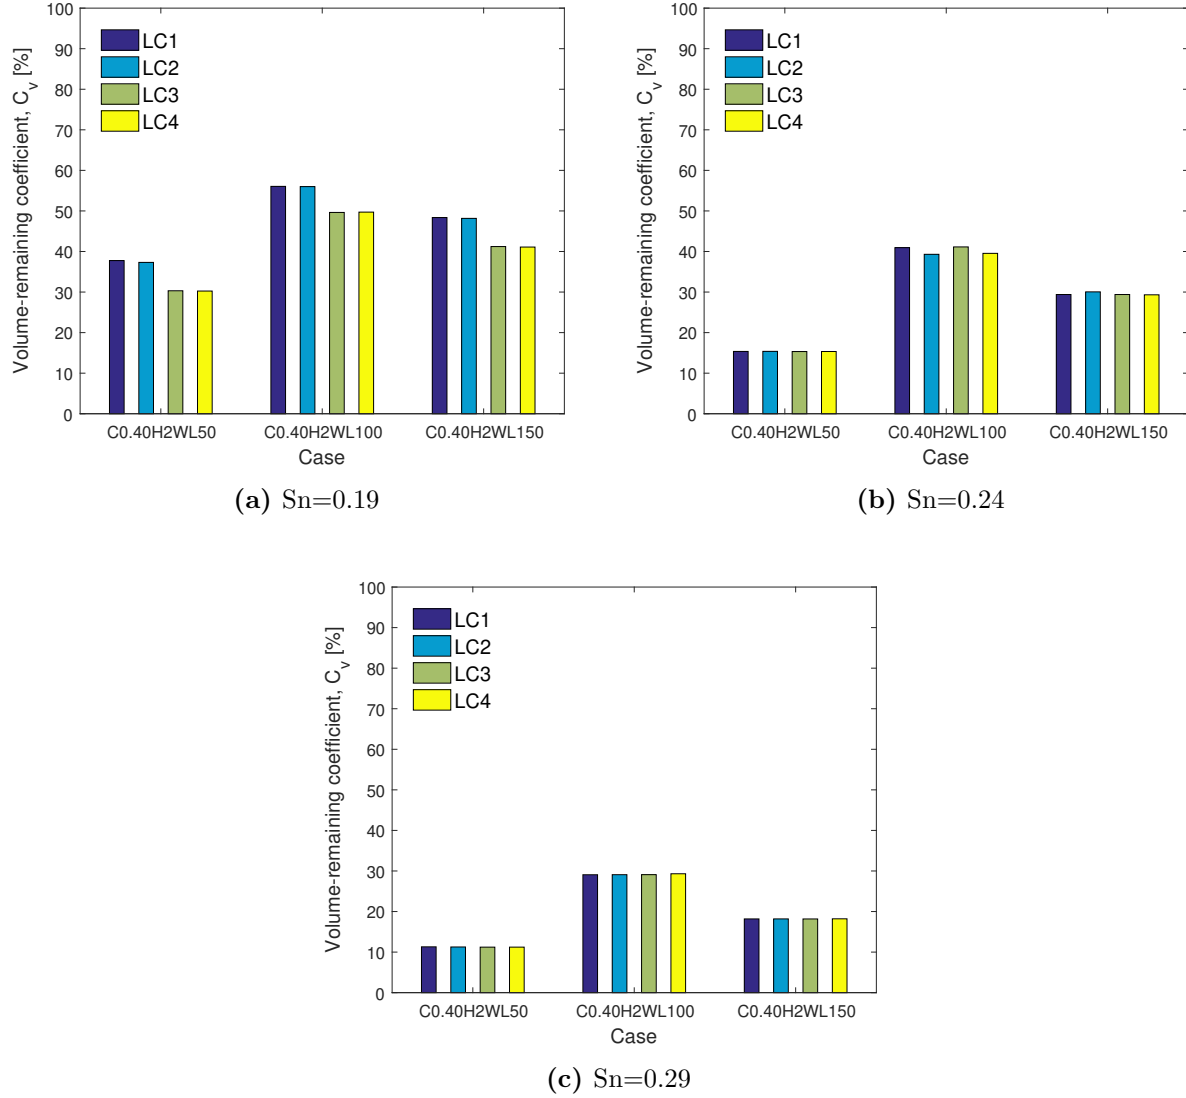 Volume-remaining coefficient, C_v [%]
100
90
80
70
60
50
40
30
20
10
0
LC1
LC2
LC3
LC4
C0.40H2WL50 C0.40H2WL100 C0.40H2WL150
Case
(a) Sn=0.19
Volume-remaining coefficient, C_v [%]
100
90
80
70
60
50
40
30
20
10
0
LC1
LC2
LC3
LC4
C0.40H2WL50 C0.40H2WL100 C0.40H2WL150
Case
(b) Sn=0.24
Volume-remaining coefficient, C_v [%]
100
90
80
70
60
50
40
30
20
10
0
LC1
LC2
LC3
LC4
C0.40H2WL50 C0.40H2WL100 C0.40H2WL150
Case
(c) Sn=0.29